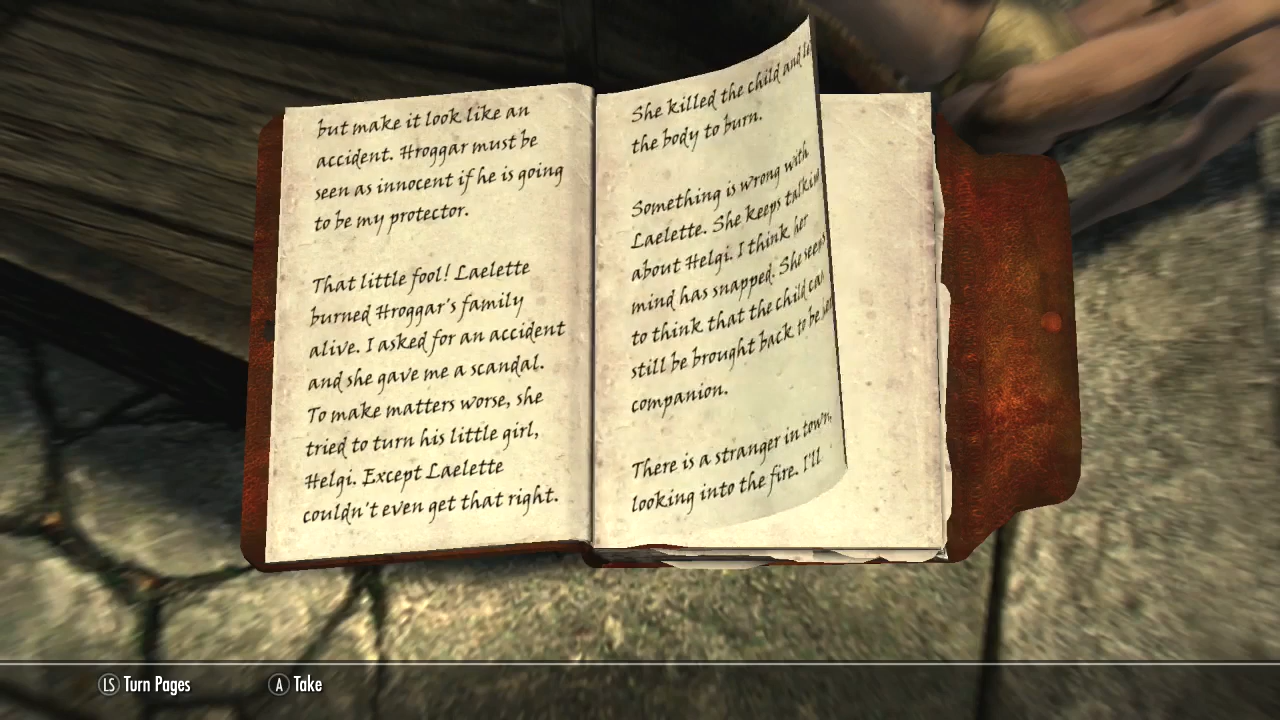 but make it look like an
accident. Hroggar must be
seen as innocent if he is going
to be my protector.
That little fool! Laelette
burned Hroggar's family
alive. I asked for an accident
and she gave me a scandal.
To make matters worse, she
tried to turn his little girl,
Helgi. Except Laelette
couldn't even get that right.
She killed the child and
the body to burn.
Something is wrong with
Laelette. She keeps
about Helgi. I think her
mind has snapped. She seems
to think that the child
still be brought back to be
companion.
There is a stranger in town,
looking into the fire. I'll
LS Turn Pages
A Take